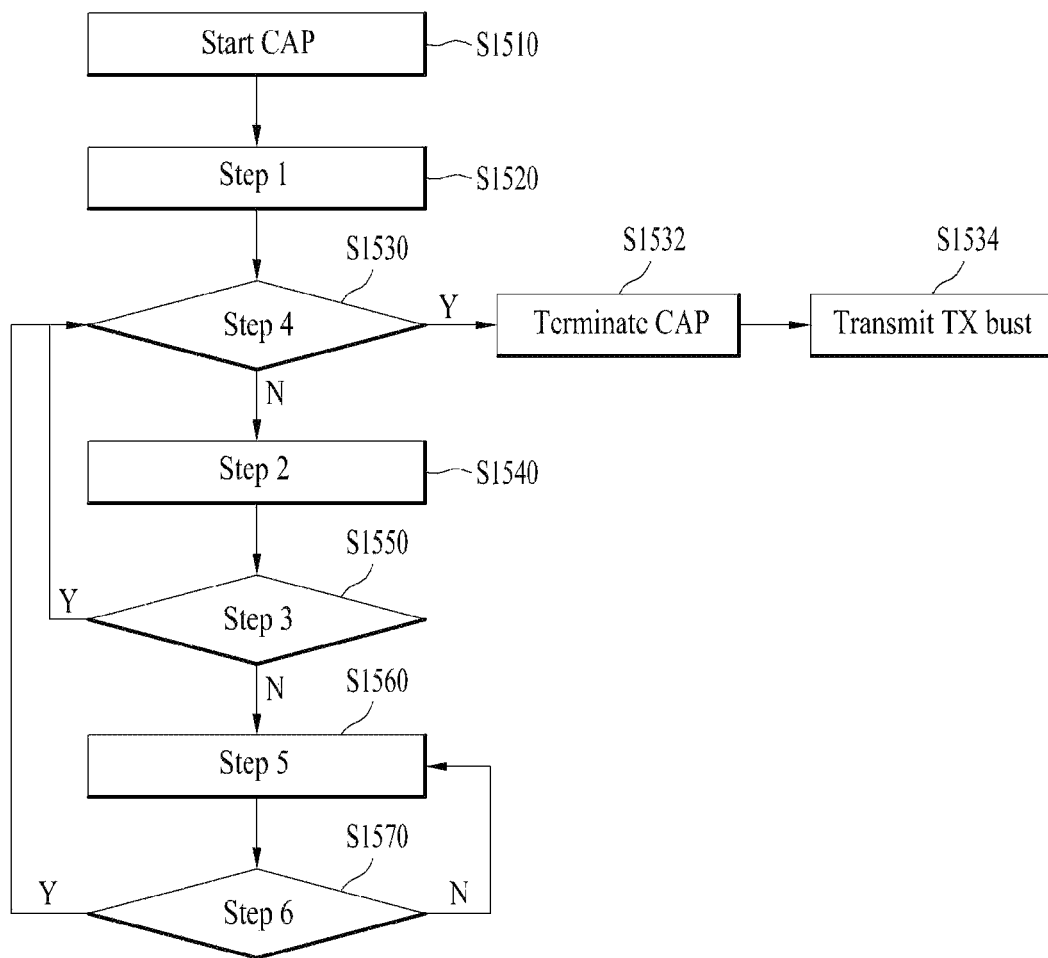 Start CAP
S1510
Step 1
S1520
S1530
Step 4
Y
N
S1532
Terminate CAP
S1534
Transmit TX bust
Step 2
S1540
S1550
Step 3
Y
N
S1560
Step 5
S1570
Step 6
Y
N